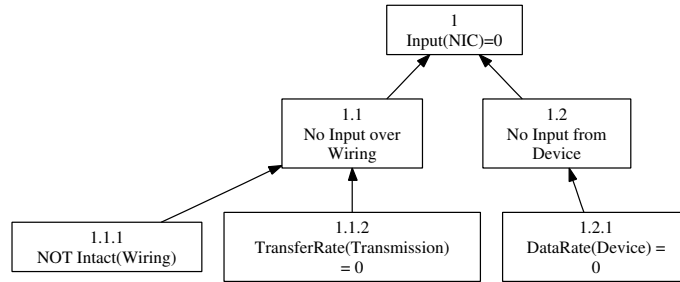 1
Input(NIC)=0
1.1
No Input over
Wiring
1.2
No Input from
Device
1.1.1
NOT Intact(Wiring)
1.1.2
TransferRate(Transmission)
= 0
1.2.1
DataRate(Device) =
0